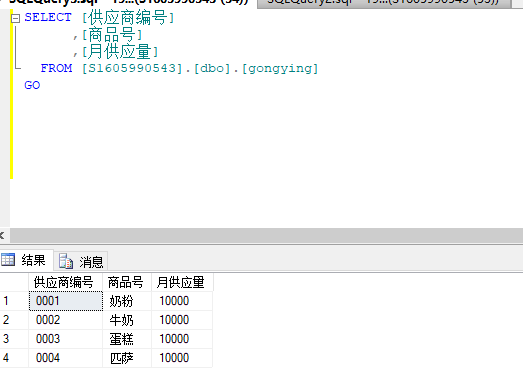 SELECT [供应商编号]
,[商品号]
,[月供应量]
FROM [S1605990543].[dbo].[gongying]
GO
结果 消息
供应商编号 商品号 月供应量
1 0001 奶粉 10000
2 0002 牛奶 10000
3 0003 蛋糕 10000
4 0004 匹萨 10000